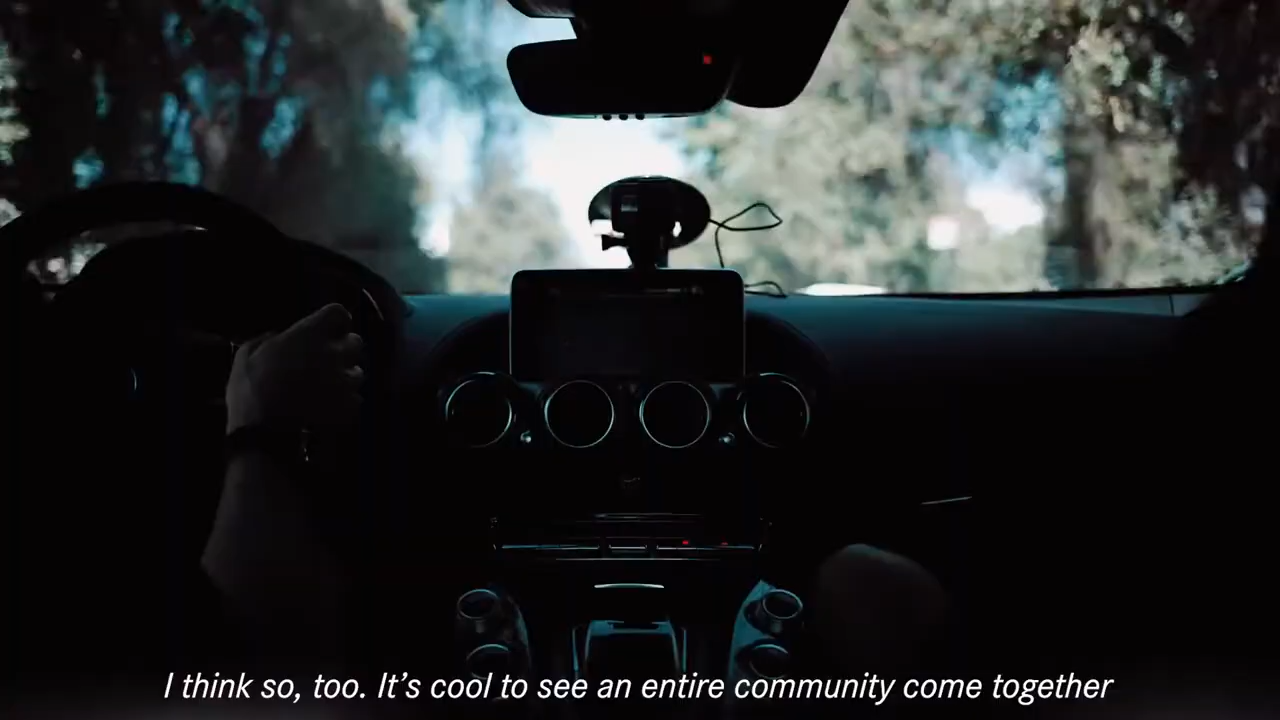 I think so, too. It’s cool to see an entire community come together